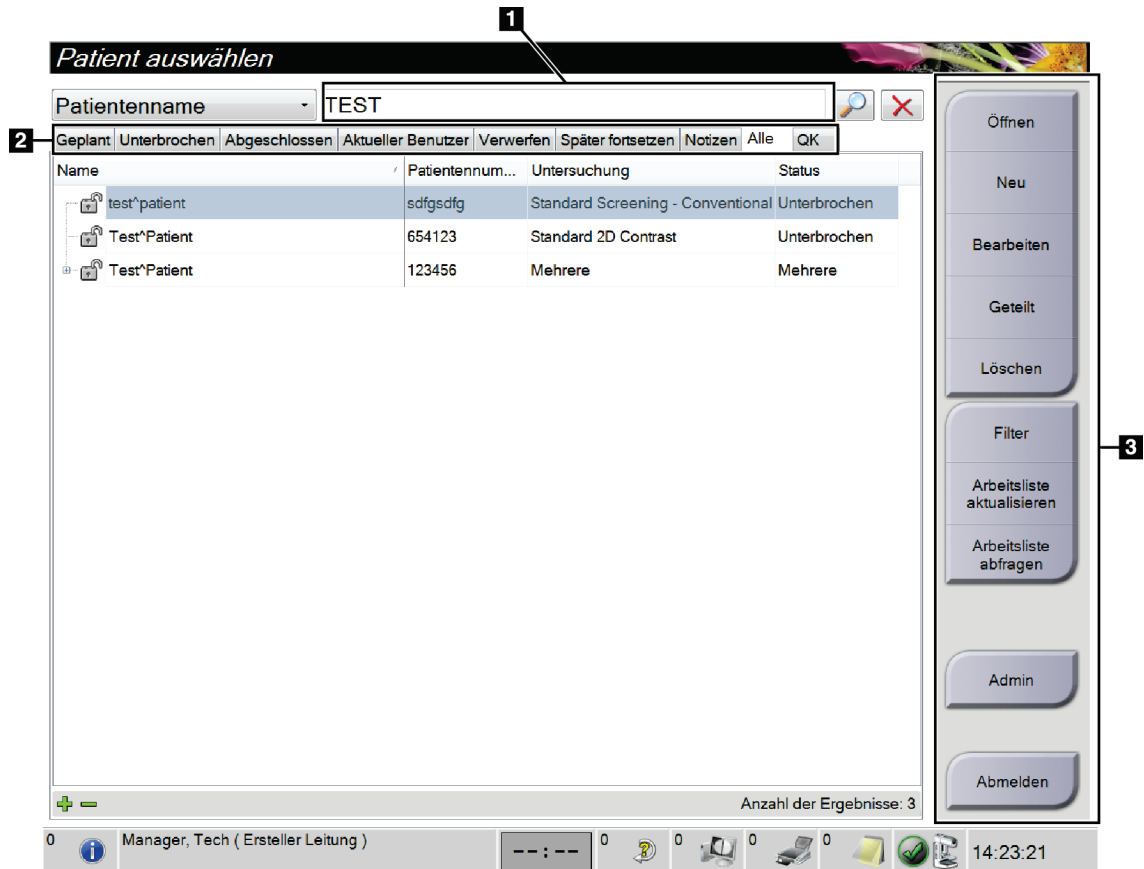 1
Patient auswählen
Patientenname TEST
2
Geplant Unterbrochen Abgeschlossen Aktueller Benutzer Verwerfen Später fortsetzen Notizen Alle QK
Name Patientennum... Untersuchung Status
test^patient sdfgsdfg Standard Screening - Conventional Unterbrochen
Test^Patient 654123 Standard 2D Contrast Unterbrochen
Test^Patient 123456 Mehrere Mehrere
Anzahl der Ergebnisse: 3
Öffnen
Neu
Bearbeiten
Geteilt
Löschen
Filter
Arbeitsliste
aktualisieren
Arbeitsliste
abfragen
Admin
Abmelden
3
0 Manager, Tech ( Ersteller Leitung ) --:-- 0 0 0 0 14:23:21